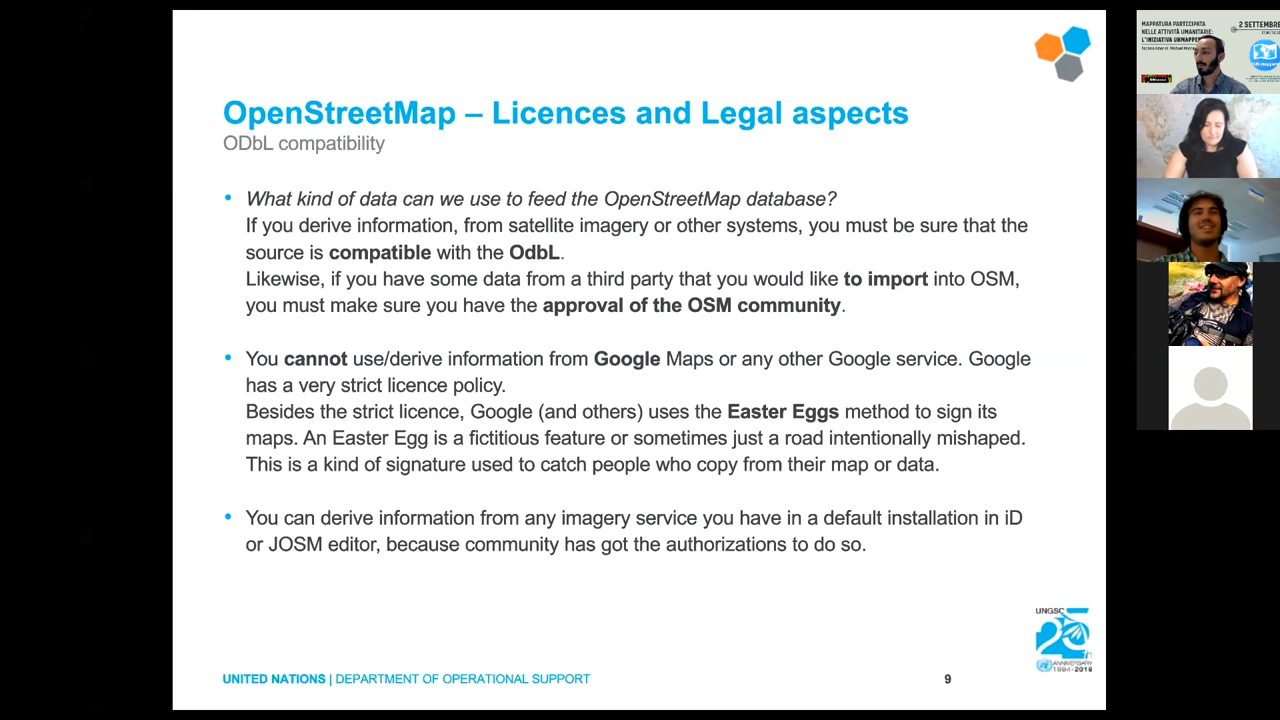 OpenStreetMap – Licences and Legal aspects
ODbL compatibility
• What kind of data can we use to feed the OpenStreetMap database?
If you derive information, from satellite imagery or other systems, you must be sure that the
source is compatible with the OdbL.
Likewise, if you have some data from a third party that you would like to import into OSM,
you must make sure you have the approval of the OSM community.
• You cannot use/derive information from Google Maps or any other Google service. Google
has a very strict licence policy.
Besides the strict licence, Google (and others) uses the Easter Eggs method to sign its
maps. An Easter Egg is a fictitious feature or sometimes just a road intentionally mishaped.
This is a kind of signature used to catch people who copy from their map or data.
• You can derive information from any imagery service you have in a default installation in iD
or JOSM editor, because community has got the authorizations to do so.
UNITED NATIONS | DEPARTMENT OF OPERATIONAL SUPPORT
9
UNGSC
25th
ANNIVERSARY
1994-2019
MAPPATURA PARTECIPATA
NELLE ATTIVITÀ UMANITARIE:
L'INIZIATIVA UNMAPPE
2 SETTEMBRE